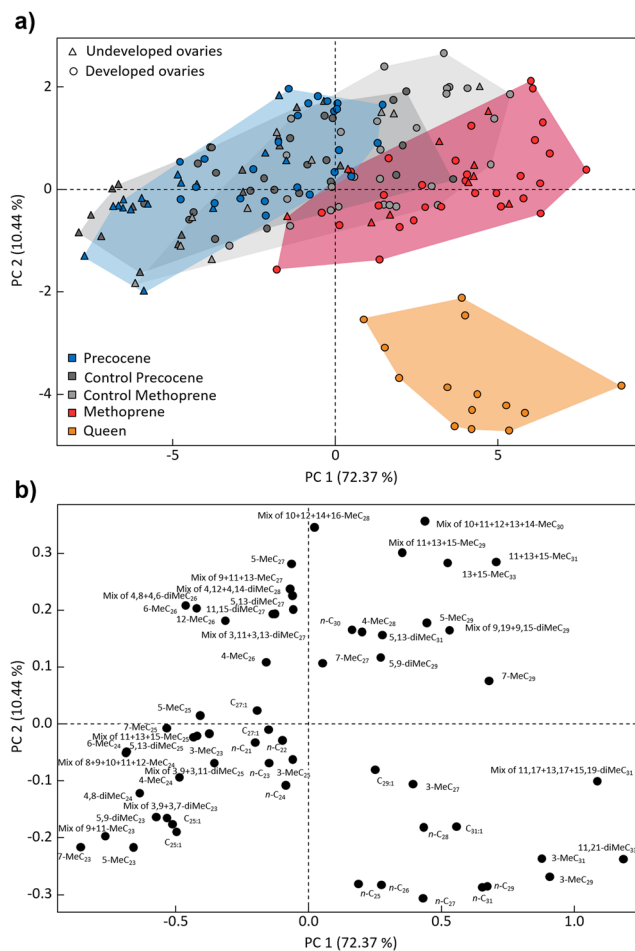 a)
△ Undeveloped ovaries
○ Developed ovaries
2
0
-2
-4
PC 2 (10.44 %)
Precocene
Control Precocene
Control Methoprene
Methoprene
Queen
-5
0
5
PC 1 (72.37 %)
b)
Mix of 10+12+14+16-MeC₂₈
Mix of 10+11+12+13+14-MeC₃₀
Mix of 11+13+15-MeC₂₉
11+13+15-MeC₃₁
5-MeC₂₇
13+15-MeC₃₃
Mix of 9+11+13-MeC₂₇
Mix of 4,12+4,14-diMeC₂₈
Mix of 4,8+4,6-diMeC₂₆
5,13-diMeC₂₇
6-MeC₂₆
11,15-diMeC₂₇
12-MeC₂₆
n-C₃₀
4-MeC₂₈
5-MeC₂₉
Mix of 9,19+9,15-diMeC₂₉
Mix of 3,11+3,13-diMeC₂₇
5,13-diMeC₃₁
4-MeC₂₆
7-MeC₂₇
5,9-diMeC₂₉
7-MeC₂₉
5-MeC₂₅
C₂₇:₁
7-MeC₂₅
C₂₇:₁
Mix of 11+13+15-MeC₂₅
6-MeC₂₄
5,13-diMeC₂₅
3-MeC₂₃
n-C₂₁
n-C₂₂
Mix of 8+9+10+11+12-MeC₂₄
Mix of 3,9+3,11-diMeC₂₅
n-C₂₃
3-MeC₂₅
4-MeC₂₄
n-C₂₄
C₂₉:₁
3-MeC₂₇
Mix of 11,17+13,17+15,19-diMeC₃₁
4,8-diMeC₂₄
Mix of 3,9+3,7-diMeC₂₃
5,9-diMeC₂₃
C₂₅:₁
Mix of 9+11-MeC₂₃
C₂₅:₁
n-C₂₈
C₃₁:₁
7-MeC₂₃
5-MeC₂₃
3-MeC₃₁
11,21-diMeC₃₃
3-MeC₂₉
n-C₂₅
n-C₂₆
n-C₂₇
n-C₂₉
n-C₃₁
0.3
0.2
0.1
0.0
-0.1
-0.2
-0.3
PC 2 (10.44 %)
-0.5
0.0
0.5
1.0
PC 1 (72.37 %)